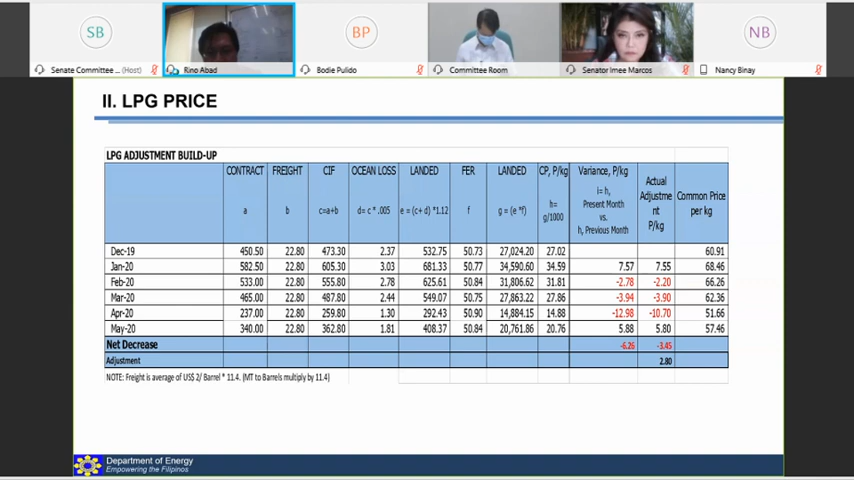 SB
BP
NB
Senate Committee ... (Host)
Rino Abad
Bodie Pulido
Committee Room
Senator Imee Marcos
Nancy Binay
II. LPG PRICE
LPG ADJUSTMENT BUILD-UP
CONTRACT FREIGHT CIF OCEAN LOSS LANDED FER LANDED CP, P/kg Variance, P/kg Actual Adjustment P/kg Common Price per kg
a b c=a+b d= c * .005 e = (c+ d) *1.12 f g = (e *f) h= g/1000 i= h, Present Month vs. h, Previous Month
Dec-19 450.50 22.80 473.30 2.37 532.75 50.73 27,024.20 27.02 60.91
Jan-20 582.50 22.80 605.30 3.03 681.33 50.77 34,590.60 34.59 7.57 7.55 68.46
Feb-20 533.00 22.80 555.80 2.78 625.61 50.84 31,806.62 31.81 -2.78 -2.20 66.26
Mar-20 465.00 22.80 487.80 2.44 549.07 50.75 27,863.22 27.86 -3.94 -3.90 62.36
Apr-20 237.00 22.80 259.80 1.30 292.43 50.90 14,884.15 14.88 -12.98 -10.70 51.66
May-20 340.00 22.80 362.80 1.81 408.37 50.84 20,761.86 20.76 5.88 5.80 57.46
Net Decrease -6.26 -3.45
Adjustment 2.80
NOTE: Freight is average of US$ 2/ Barrel * 11.4. (MT to Barrels multiply by 11.4)
Department of Energy
Empowering the Filipinos